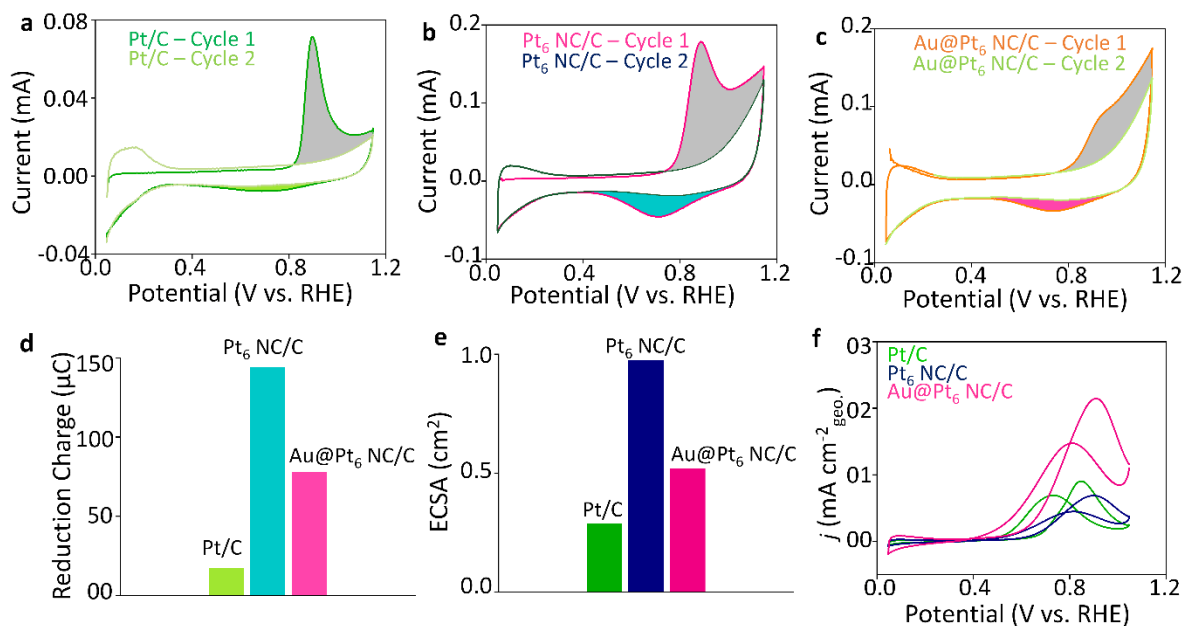 a
Pt/C – Cycle 1
Pt/C – Cycle 2
0.08
0.04
0.00
-0.04
Current (mA)
0.0 0.4 0.8 1.2
Potential (V vs. RHE)
b
Pt₆ NC/C – Cycle 1
Pt₆ NC/C – Cycle 2
0.2
0.1
0.0
-0.1
Current (mA)
0.0 0.4 0.8 1.2
Potential (V vs. RHE)
c
Au@Pt₆ NC/C – Cycle 1
Au@Pt₆ NC/C – Cycle 2
0.2
0.1
0.0
-0.1
Current (mA)
0.0 0.4 0.8 1.2
Potential (V vs. RHE)
d
Reduction Charge (μC)
150
100
50
00
Pt/C
Pt₆ NC/C
Au@Pt₆ NC/C
e
ECSA (cm²)
1.0
0.5
0.0
Pt/C
Pt₆ NC/C
Au@Pt₆ NC/C
f
Pt/C
Pt₆ NC/C
Au@Pt₆ NC/C
03
02
01
00
j (mA cm⁻² geo.)
0.0 0.4 0.8 1.2
Potential (V vs. RHE)